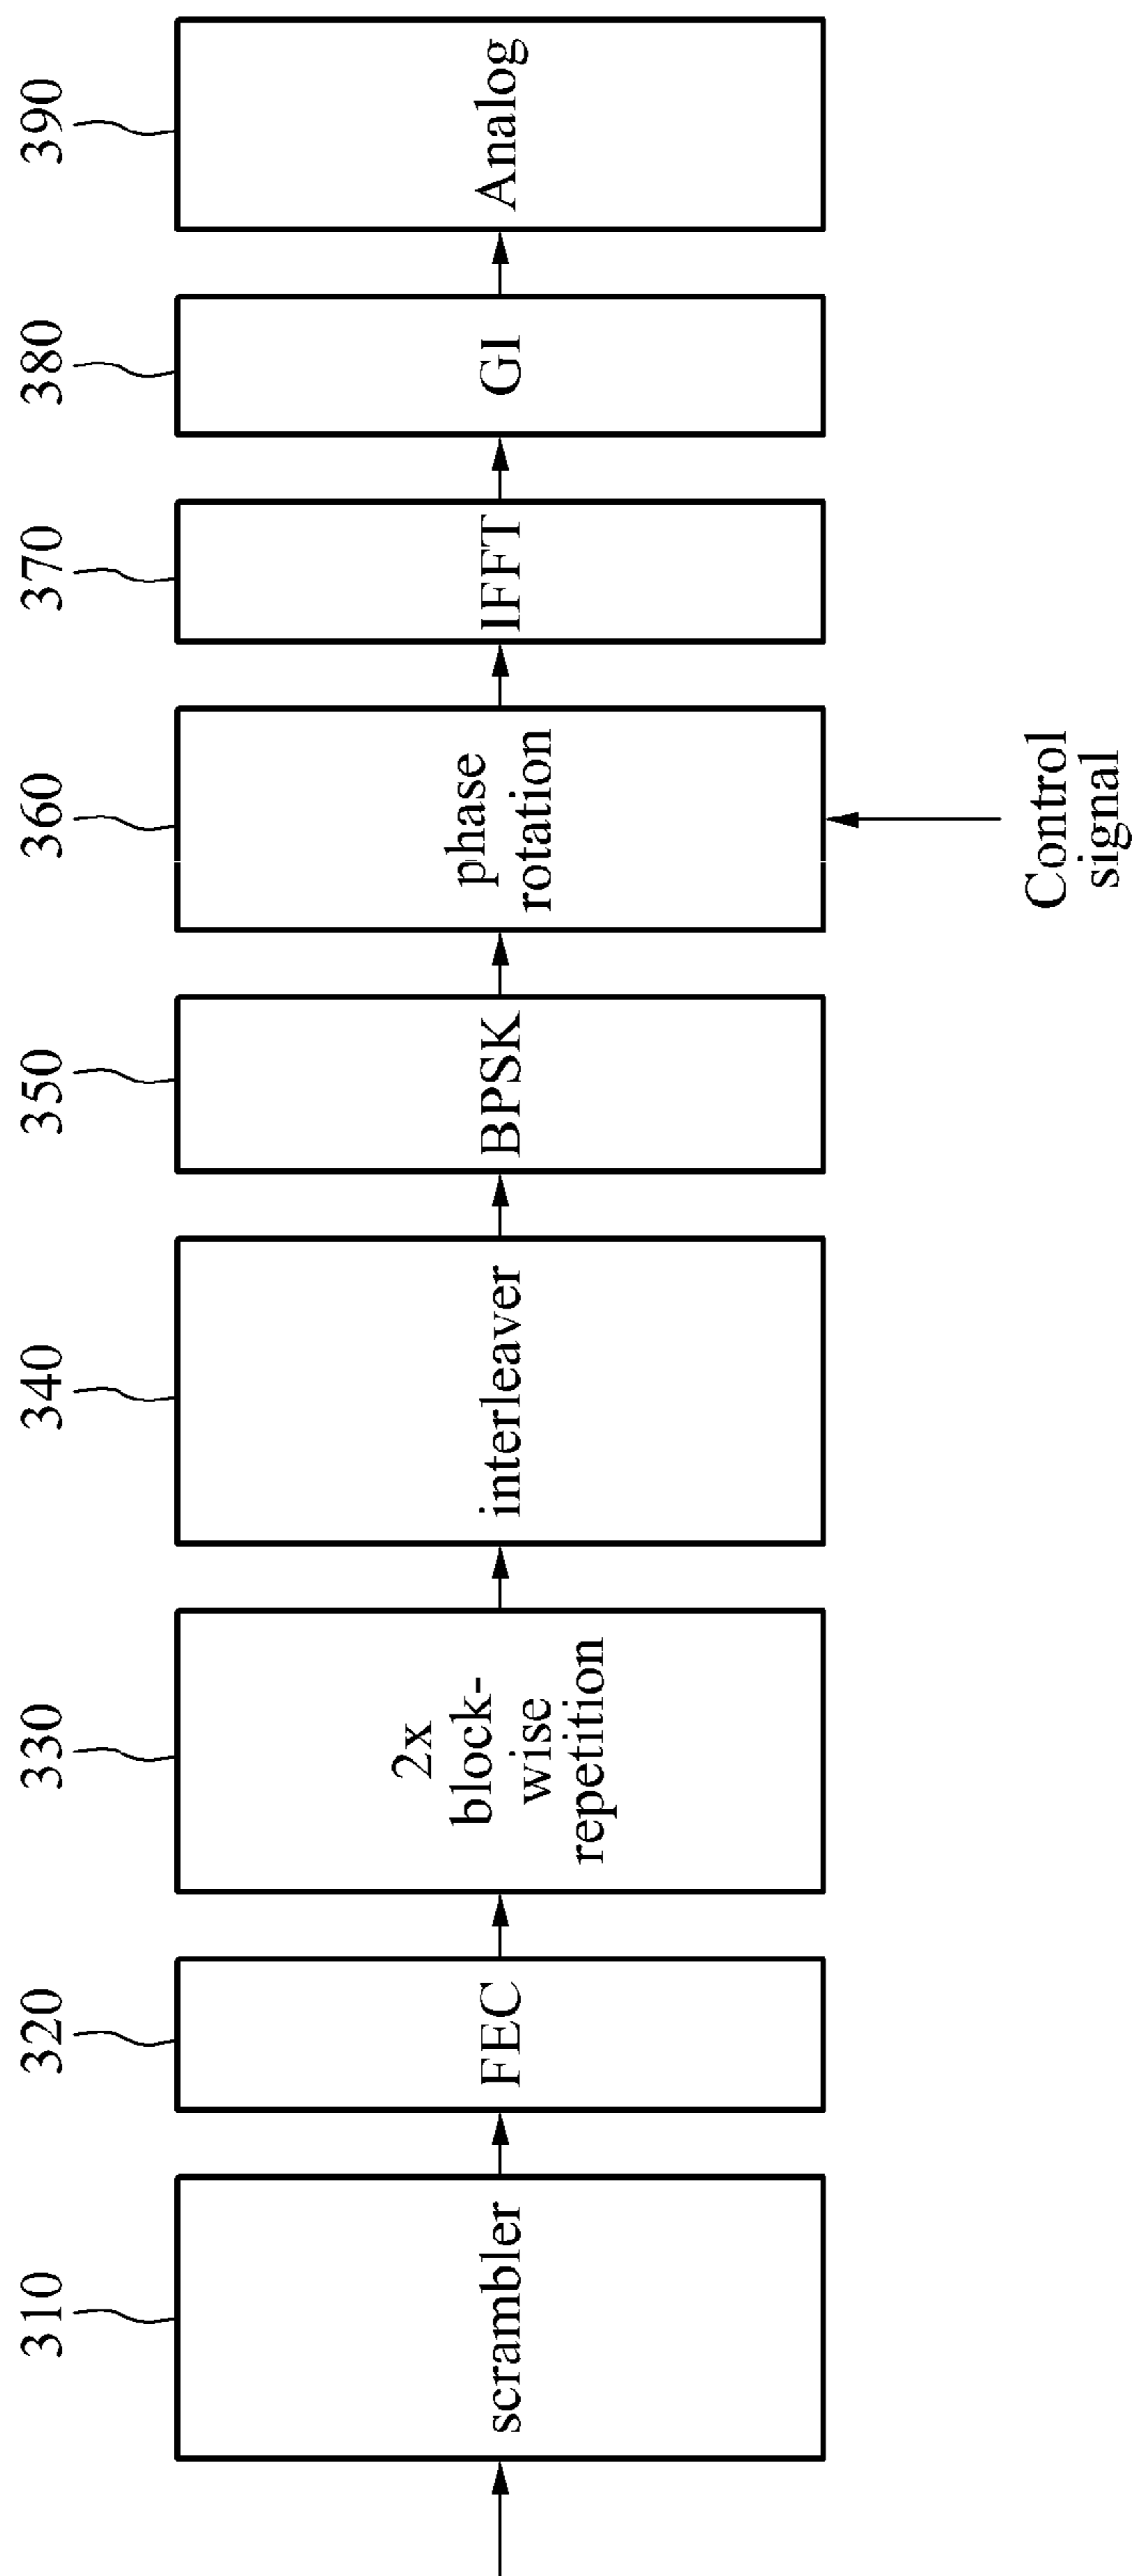 310
320
330
340
350
360
370
380
390
scrambler
FEC
2x
block-
wise
repetition
interleaver
BPSK
phase
rotation
IFFT
GI
Analog
Control
signal